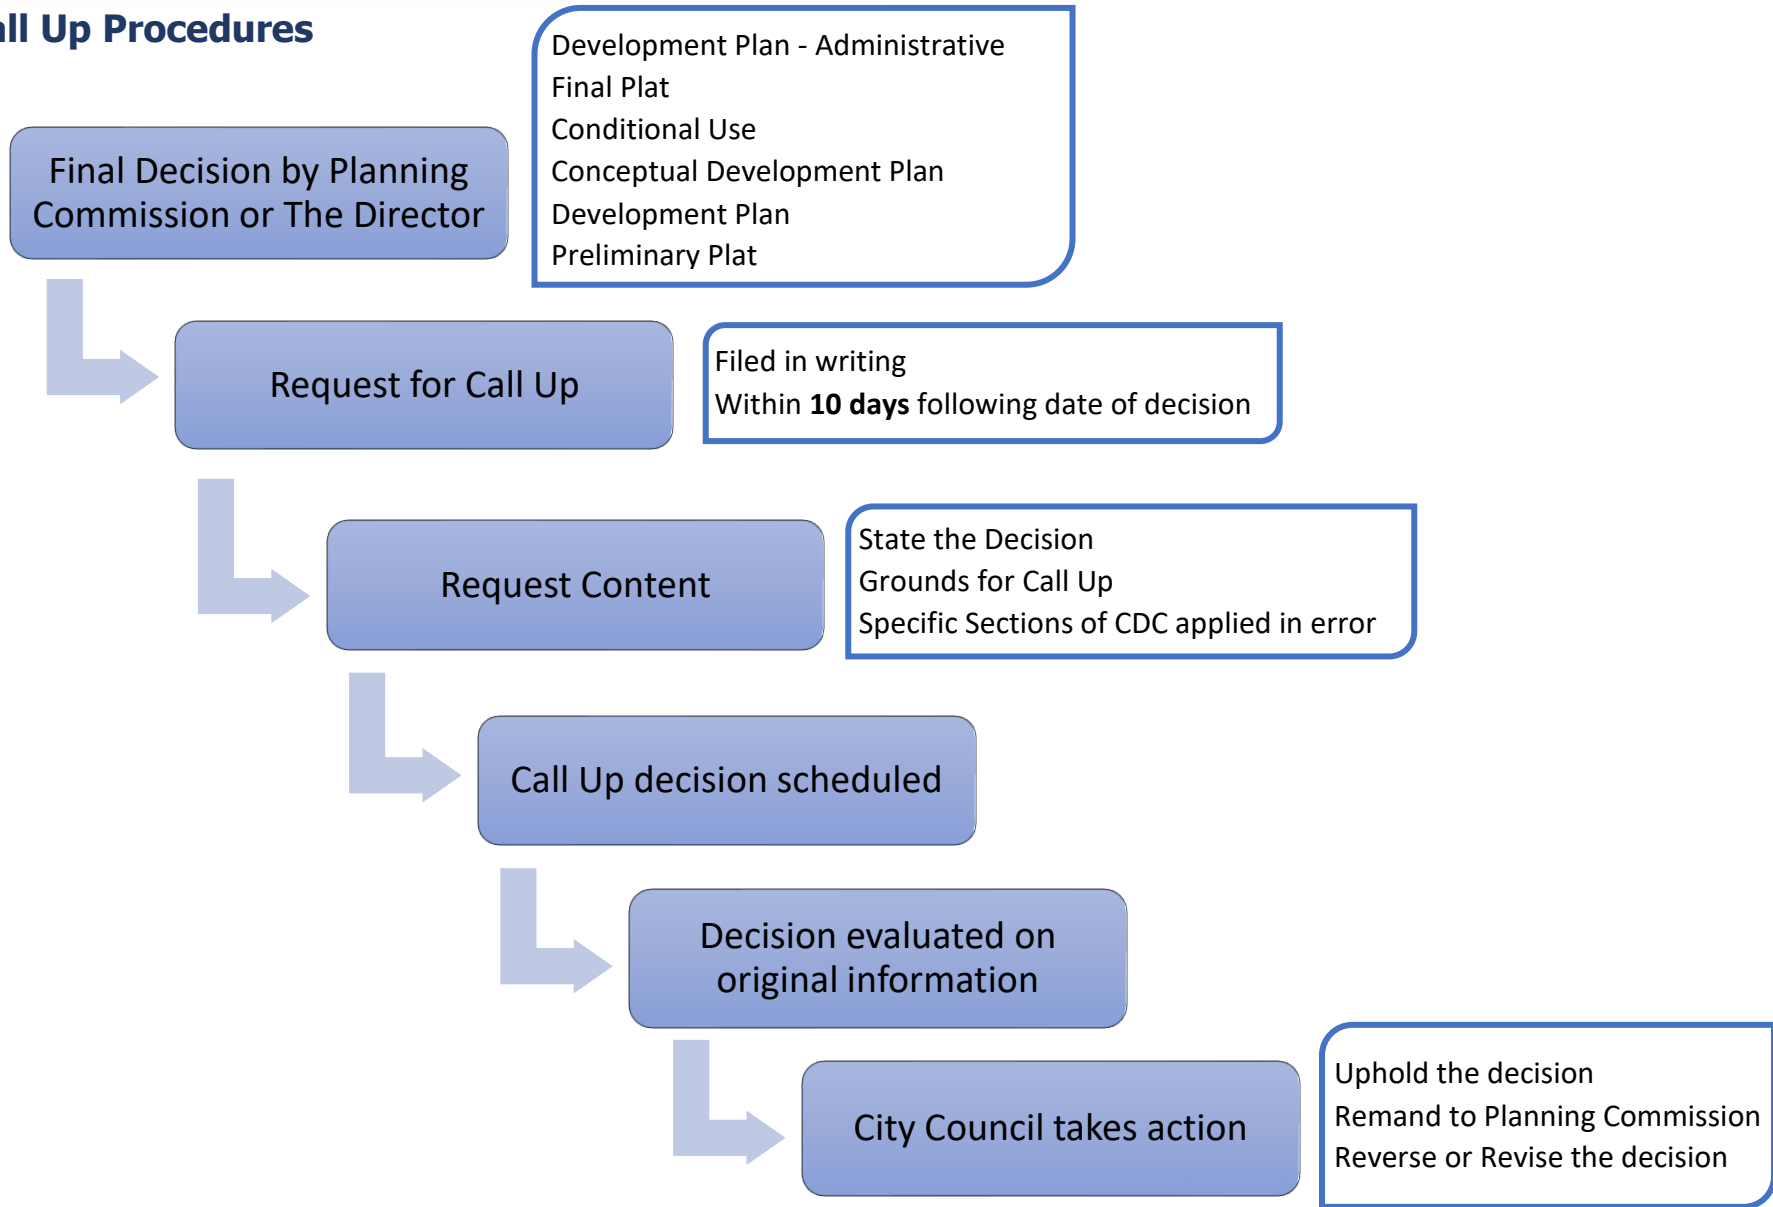 all Up Procedures
Development Plan - Administrative
Final Plat
Conditional Use
Conceptual Development Plan
Development Plan
Preliminary Plat
Final Decision by Planning
Commission or The Director
Request for Call Up
Filed in writing
Within 10 days following date of decision
Request Content
State the Decision
Grounds for Call Up
Specific Sections of CDC applied in error
Call Up decision scheduled
Decision evaluated on
original information
City Council takes action
Uphold the decision
Remand to Planning Commission
Reverse or Revise the decision